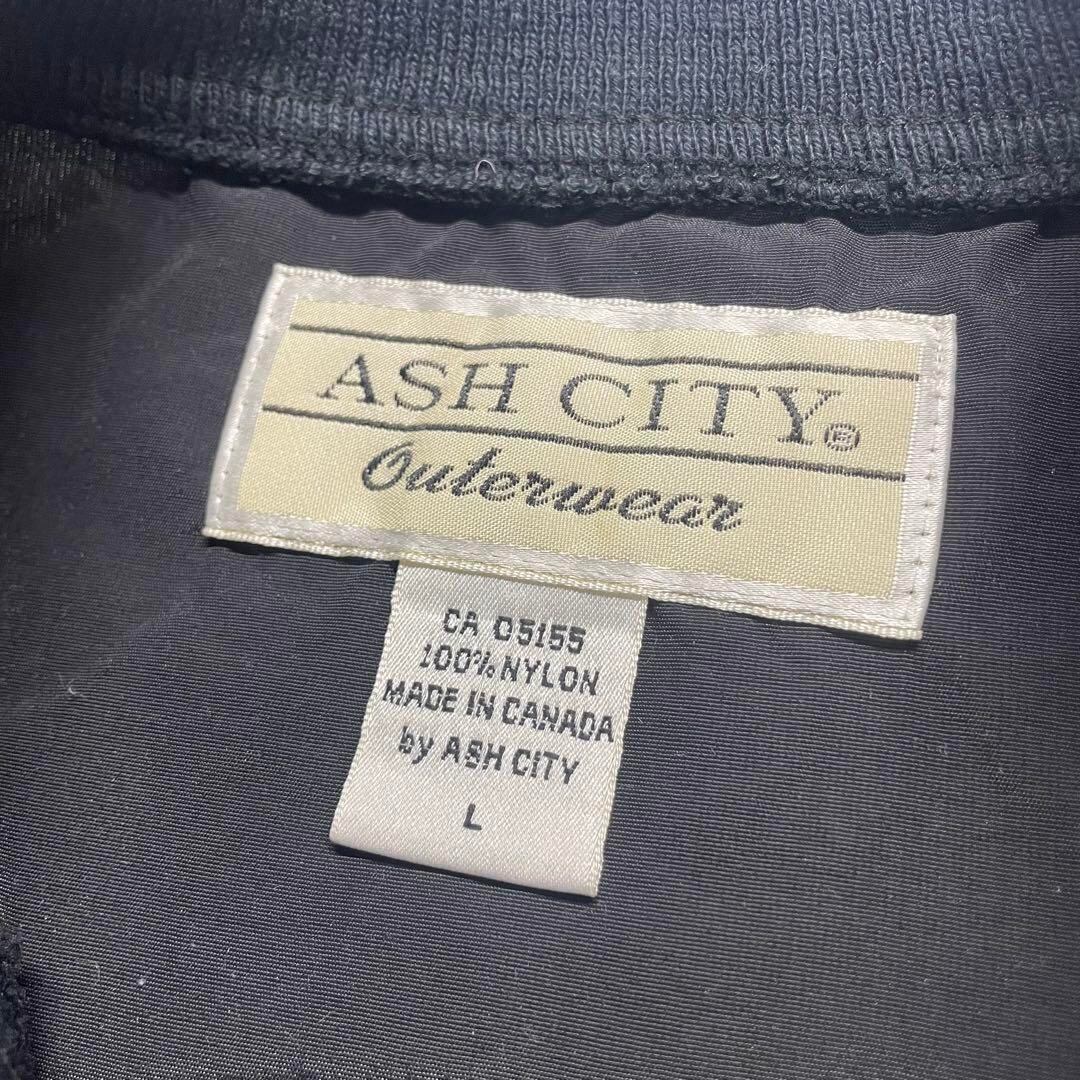 ASH CITY®
Outerwear
CA 05155
100% NYLON
MADE IN CANADA
by ASH CITY
L